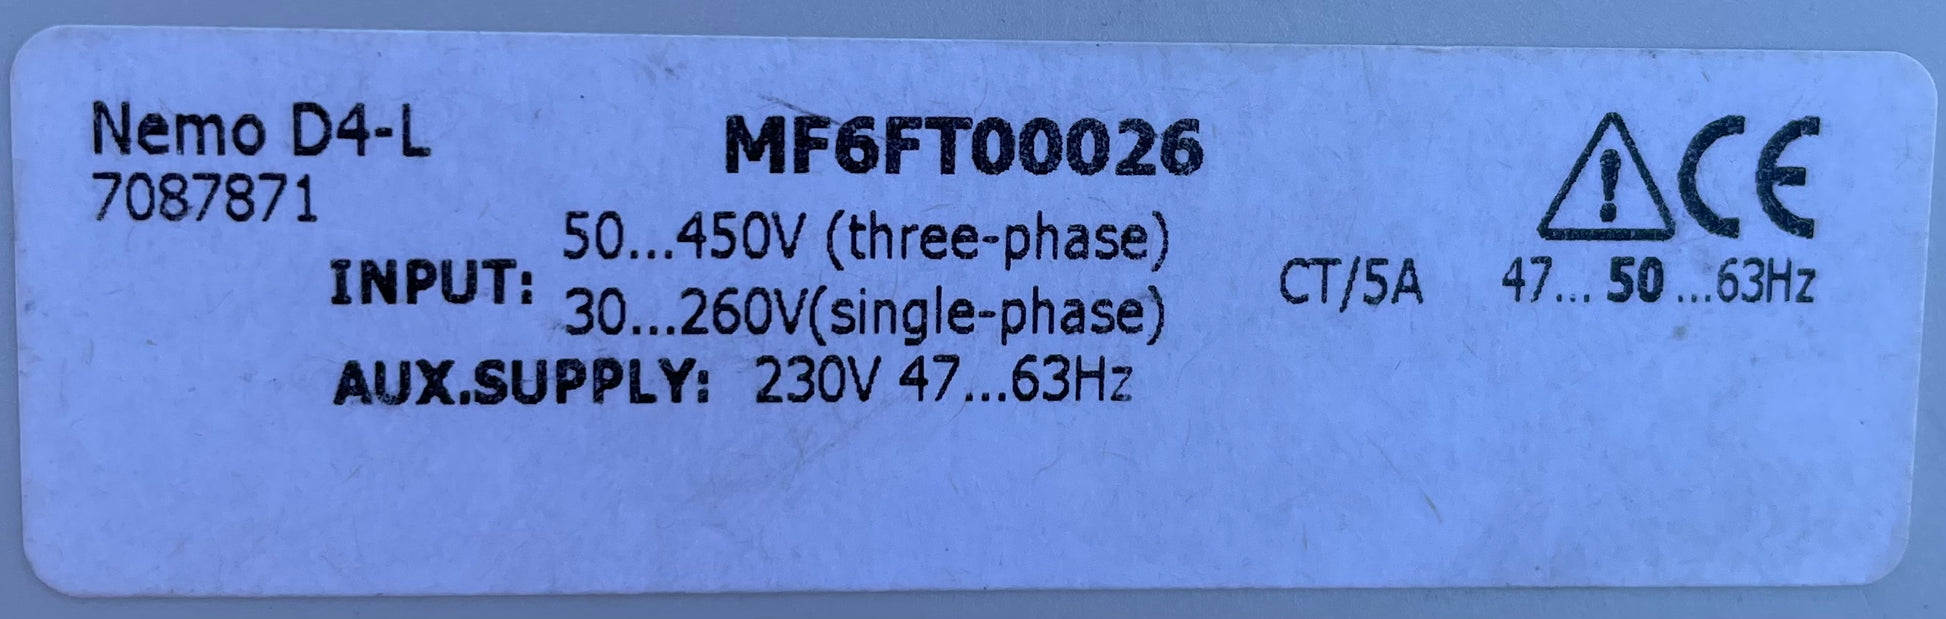 Nemo D4-L MF6FT00026 CE
7087871
50...450V (three-phase)
INPUT: CT/5A 47... 50 ...63Hz
30...260V(single-phase)
AUX.SUPPLY: 230V 47...63Hz